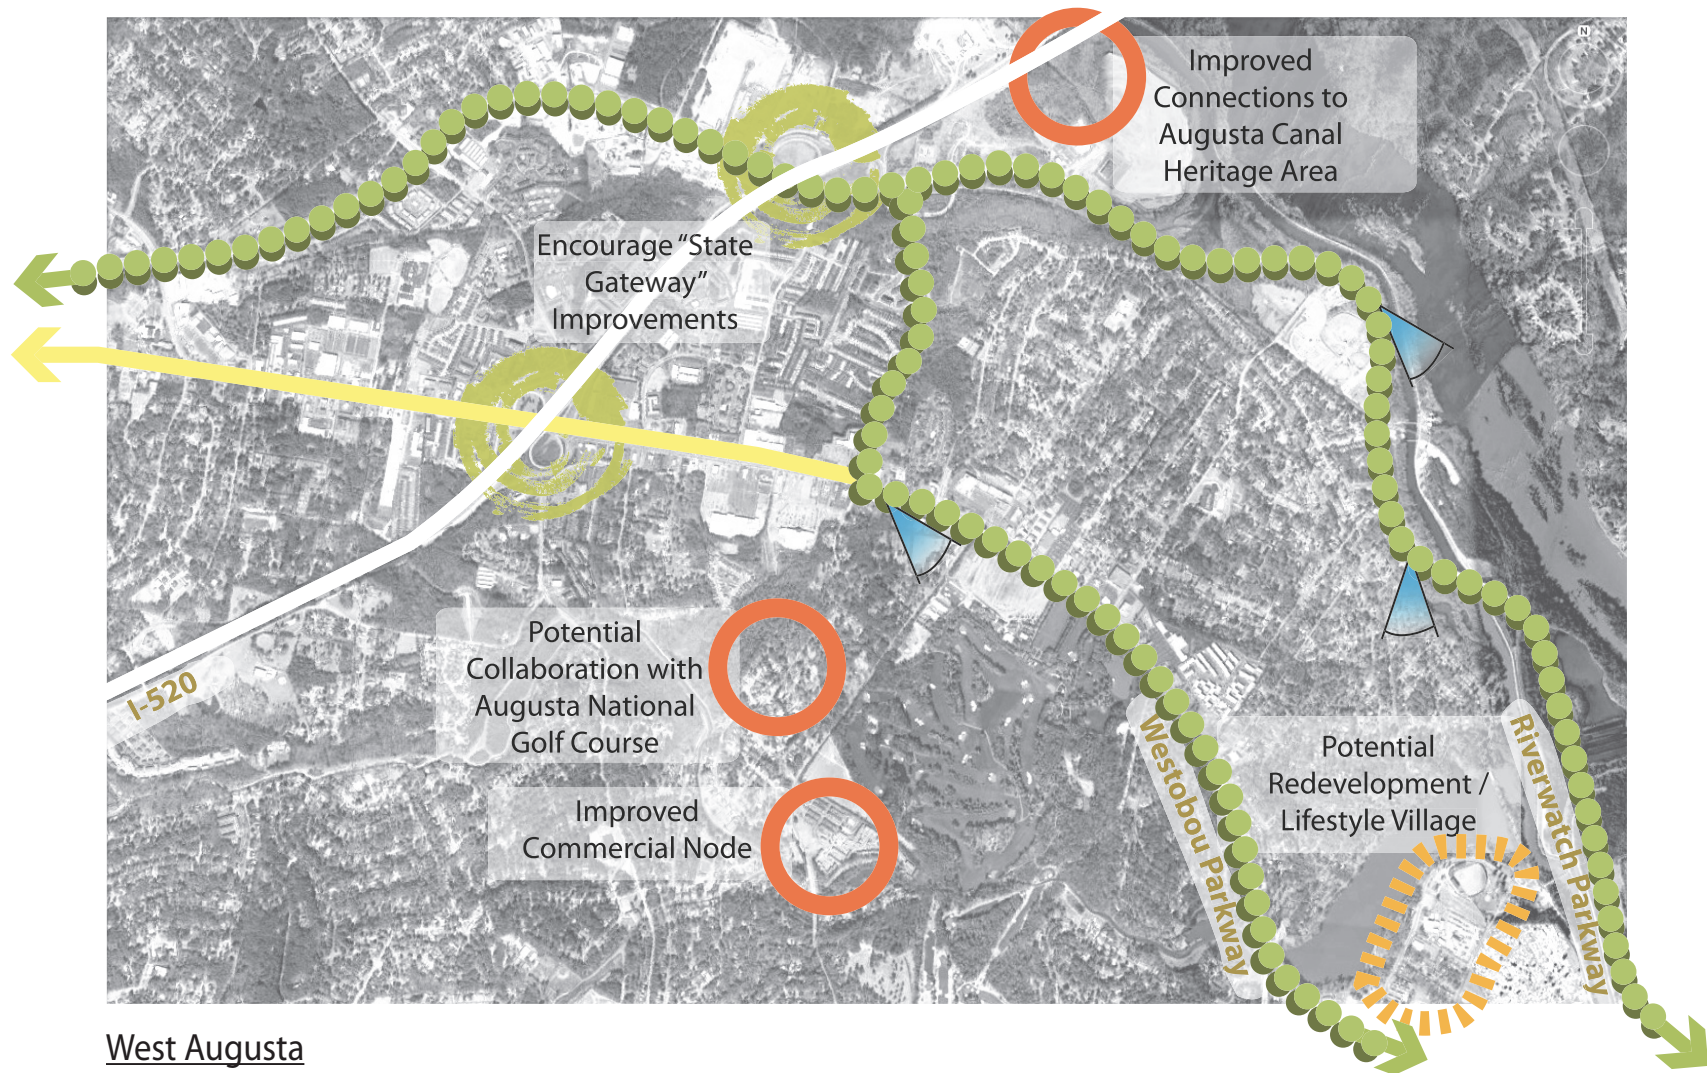 N
Improved
Connections to
Augusta Canal
Heritage Area
Encourage “State
Gateway”
Improvements
I-520
Potential
Collaboration with
Augusta National
Golf Course
Improved
Commercial Node
Westobou Parkway
Potential
Redevelopment /
Lifestyle Village
Riverwatch Parkway
West Augusta